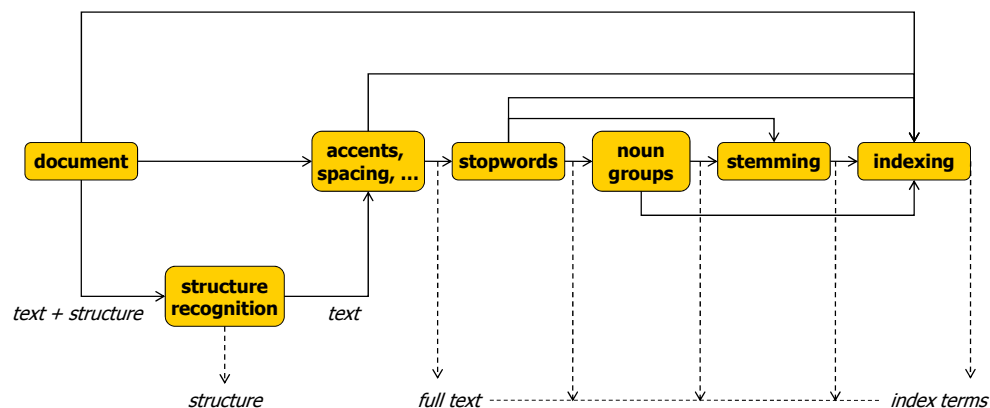 document
accents,
spacing, ...
stopwords
noun
groups
stemming
indexing
structure
recognition
text + structure
text
structure
full text
index terms